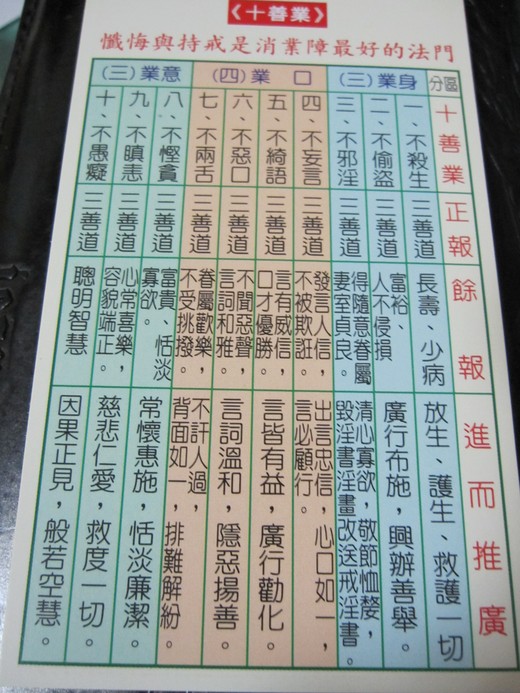 《十善業》
懺悔與持戒是消業障最好的法門
區分
身業(三)
口業(四)
意業(三)
十善業
正報
餘報
進而推廣
一、不殺生
三善道
長壽、少病
放生、護生、救護一切
二、不偷盜
三善道
富裕、
人不侵損
廣行布施，興辦善舉。
三、不邪淫
三善道
得隨意眷屬
妻室貞良。
清心寡欲，敬節恤嫠，
毀淫書淫畫改送戒淫書。
四、不妄言
三善道
發言人信，
不被欺誑。
出言忠信，心口如一，
言必顧行。
五、不綺語
三善道
言有威信，
口才優勝。
言皆有益，廣行勸化。
六、不惡口
三善道
不聞惡聲，
言詞和雅。
言詞溫和，隱惡揚善。
七、不兩舌
三善道
眷屬歡樂，
不受挑撥。
不訐人過，
背面如一，排難解紛。
八、不慳貪
三善道
富貴、恬淡
寡欲。
常懷惠施，恬淡廉潔。
九、不瞋恚
三善道
心常喜樂，
容貌端正。
慈悲仁愛，救度一切。
十、不愚癡
三善道
聰明智慧
因果正見，般若空慧。